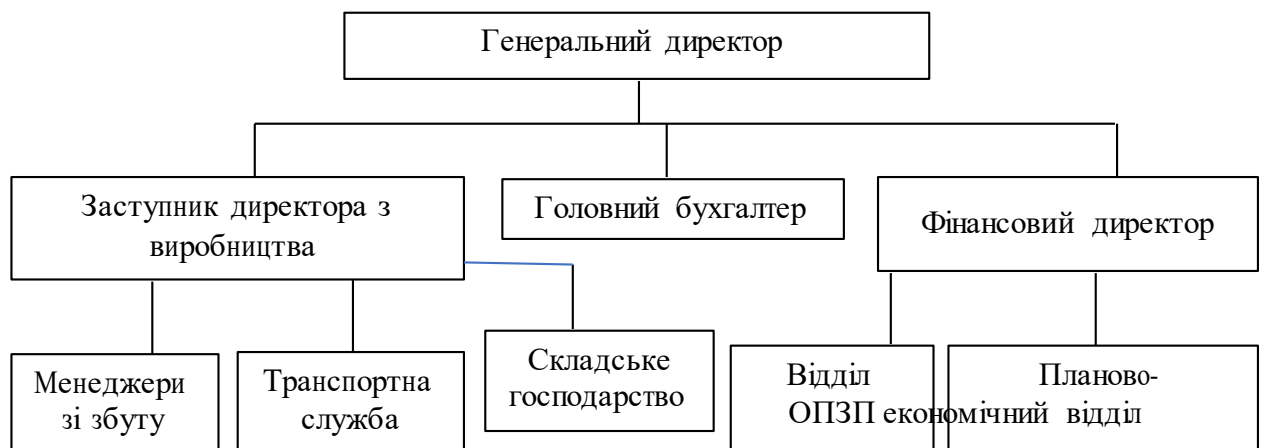 Генеральний директор
Заступник директора з
виробництва
Головний бухгалтер
Фінансовий директор
Менеджери
зі збуту
Транспортна
служба
Складське
господарство
Відділ
ОПЗП
Планово-
економічний відділ